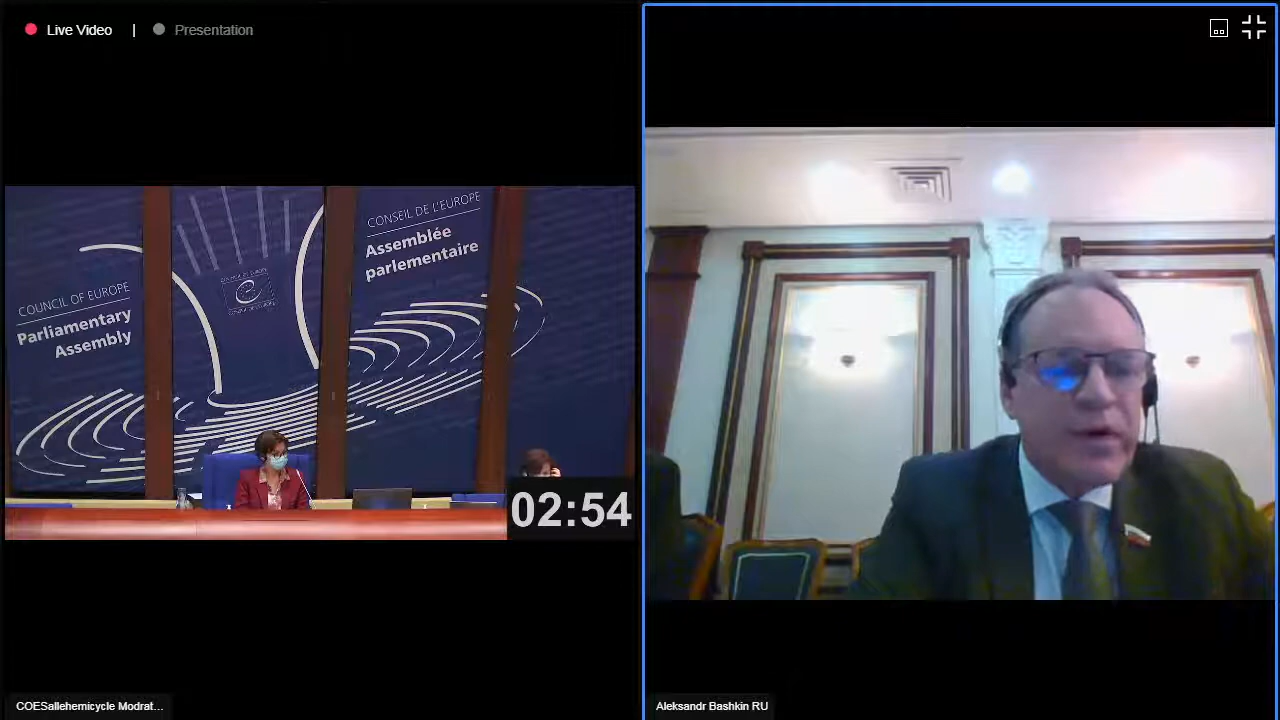 Live Video | Presentation
COUNCIL OF EUROPE
Parliamentary
Assembly
CONSEIL DE L'EUROPE
Assemblée
parlementaire
02:54
COESallehemicycle Modrat...
Aleksandr Bashkin RU